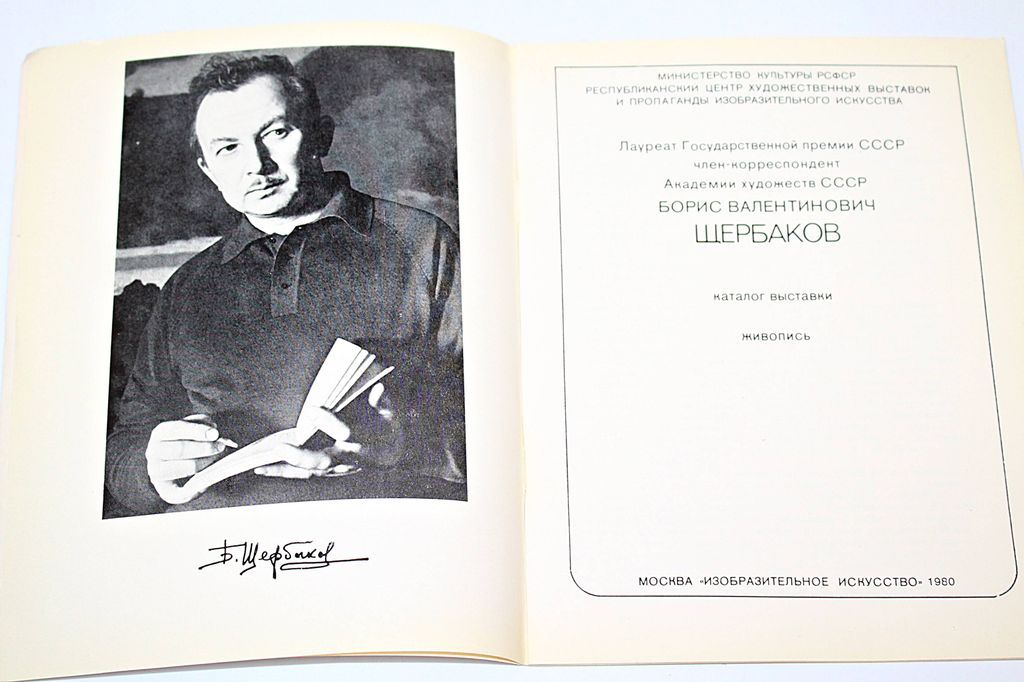 Б. Щербаков
МИНИСТЕРСТВО КУЛЬТУРЫ РСФСР
РЕСПУБЛИКАНСКИЙ ЦЕНТР ХУДОЖЕСТВЕННЫХ ВЫСТАВОК
И ПРОПАГАНДЫ ИЗОБРАЗИТЕЛЬНОГО ИСКУССТВА
Лауреат Государственной премии СССР
член-корреспондент
Академии художеств СССР
БОРИС ВАЛЕНТИНОВИЧ
ЩЕРБАКОВ
КАТАЛОГ ВЫСТАВКИ
ЖИВОПИСЬ
МОСКВА «ИЗОБРАЗИТЕЛЬНОЕ ИСКУССТВО» 1980